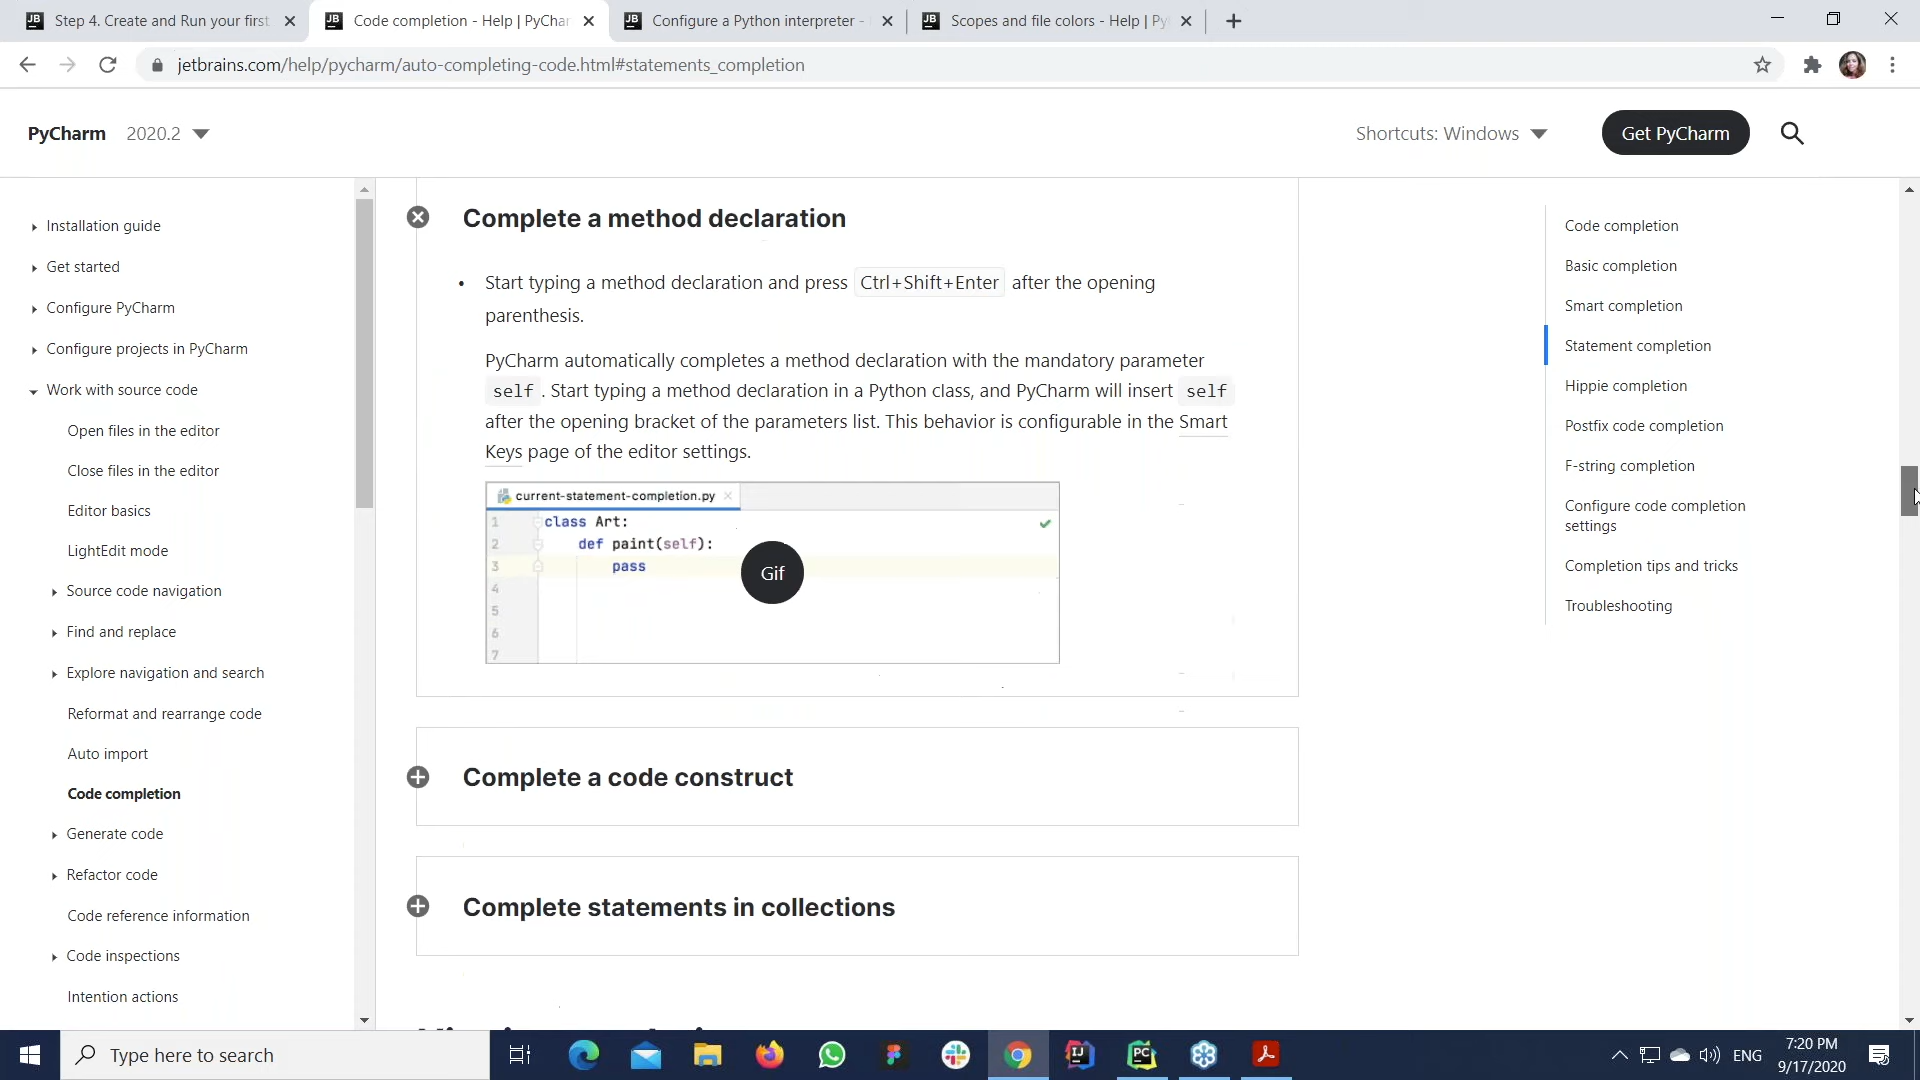 Step 4. Create and Run your first
Code completion - Help | PyChar
Configure a Python interpreter -
Scopes and file colors - Help | Py
jetbrains.com/help/pycharm/auto-completing-code.html#statements_completion
PyCharm 2020.2
Shortcuts: Windows
Get PyCharm
Installation guide
Get started
Configure PyCharm
Configure projects in PyCharm
Work with source code
Open files in the editor
Close files in the editor
Editor basics
LightEdit mode
Source code navigation
Find and replace
Explore navigation and search
Reformat and rearrange code
Auto import
Code completion
Generate code
Refactor code
Code reference information
Code inspections
Intention actions
Complete a method declaration
• Start typing a method declaration and press Ctrl+Shift+Enter after the opening
parenthesis.
PyCharm automatically completes a method declaration with the mandatory parameter
self . Start typing a method declaration in a Python class, and PyCharm will insert self
after the opening bracket of the parameters list. This behavior is configurable in the Smart
Keys page of the editor settings.
current-statement-completion.py
1 class Art:
2 def paint(self):
3 pass
4
5
6
7
Gif
Complete a code construct
Complete statements in collections
Code completion
Basic completion
Smart completion
Statement completion
Hippie completion
Postfix code completion
F-string completion
Configure code completion
settings
Completion tips and tricks
Troubleshooting
Type here to search
ENG
7:20 PM
9/17/2020